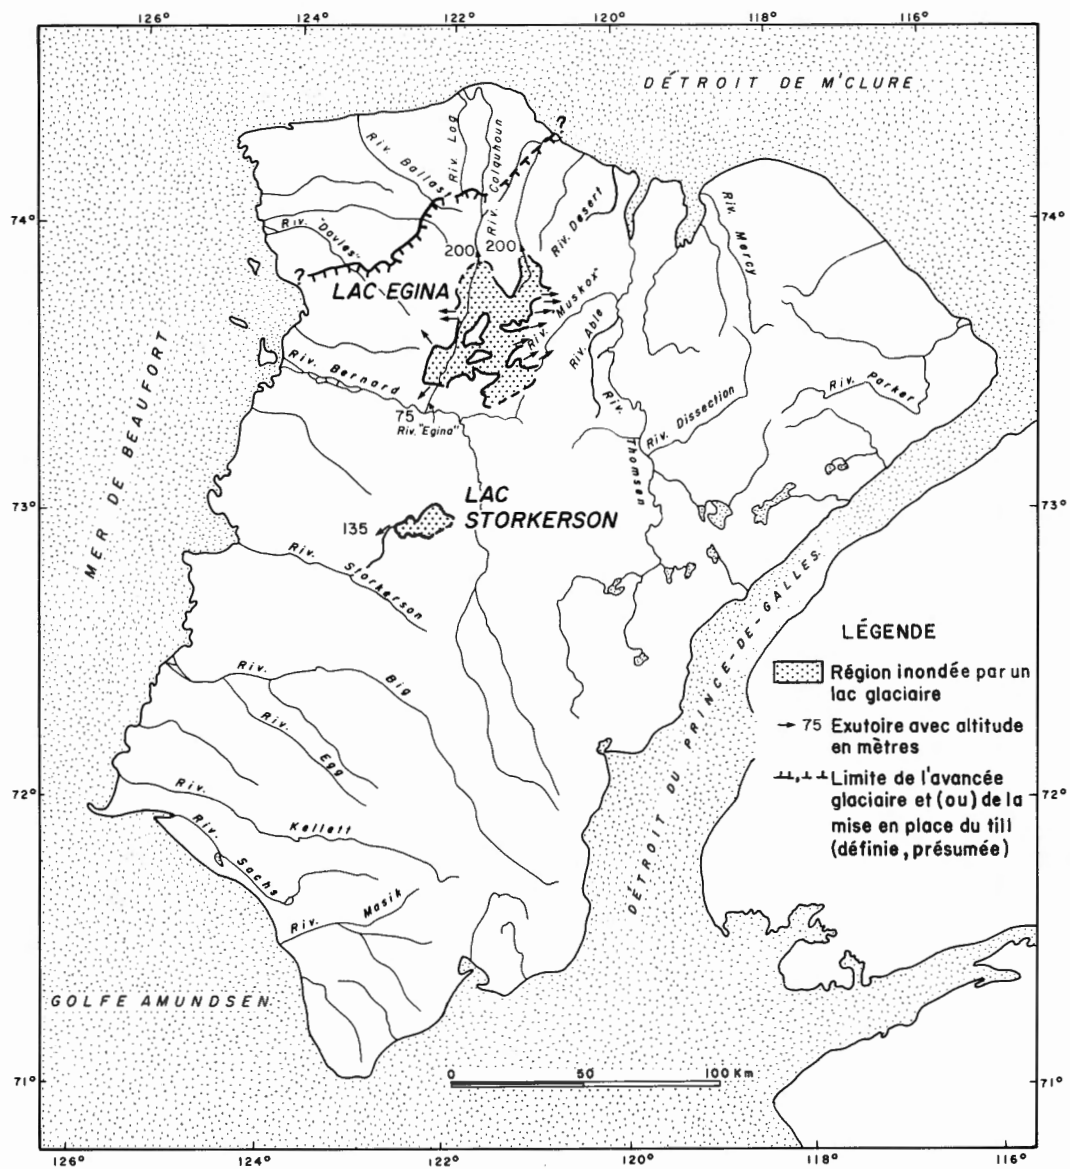 126°
124°
122°
120°
118°
116°
DÉTROIT DE M'CLURE
?
Riv. Log
Riv. Colquhoun
Riv. Ballast
Riv. Desert
Riv. Mercy
74°
74°
Riv. "Davies"
200
200
?
LAC EGINA
Riv. Muskox"
Riv. Able
MER DE BEAUFORT
Riv. Bernard
Riv. Parker
75
Riv. "Egina"
Riv. Thomsen
Riv. Dissection
73°
73°
LAC
STORKERSON
135
Riv. Storkerson
DÉTROIT DU PRINCE-DE-GALLES
LÉGENDE
Région inondée par un
lac glaciaire
75 Exutoire avec altitude
en mètres
Limite de l'avancée
glaciaire et (ou) de la
mise en place du till
(définie, présumée)
Riv. Big
Riv. Egg
72°
72°
Riv. Kellett
Riv. Sachs
Riv. Masik
GOLFE AMUNDSEN
71°
71°
0 50 100 Km
126°
124°
122°
120°
118°
116°